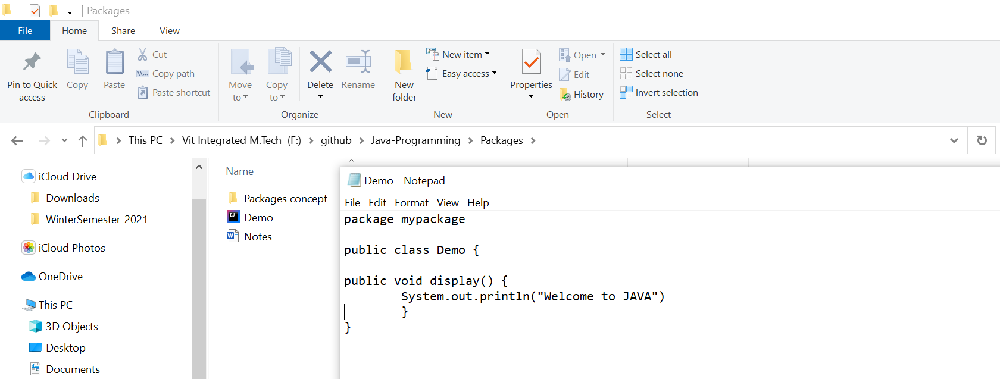 Packages
File Home Share View
Pin to Quick access
Copy
Paste
Cut
Copy path
Paste shortcut
Clipboard
Move to
Copy to
Delete
Rename
Organize
New folder
New item
Easy access
New
Properties
Open
Edit
History
Open
Select all
Select none
Invert selection
Select
This PC Vit Integrated M.Tech (F:) github Java-Programming Packages
iCloud Drive
Downloads
WinterSemester-2021
iCloud Photos
OneDrive
This PC
3D Objects
Desktop
Documents
Name
Packages concept
Demo
Notes
Demo - Notepad
File Edit Format View Help
package mypackage
public class Demo {
public void display() {
System.out.println("Welcome to JAVA")
}
}